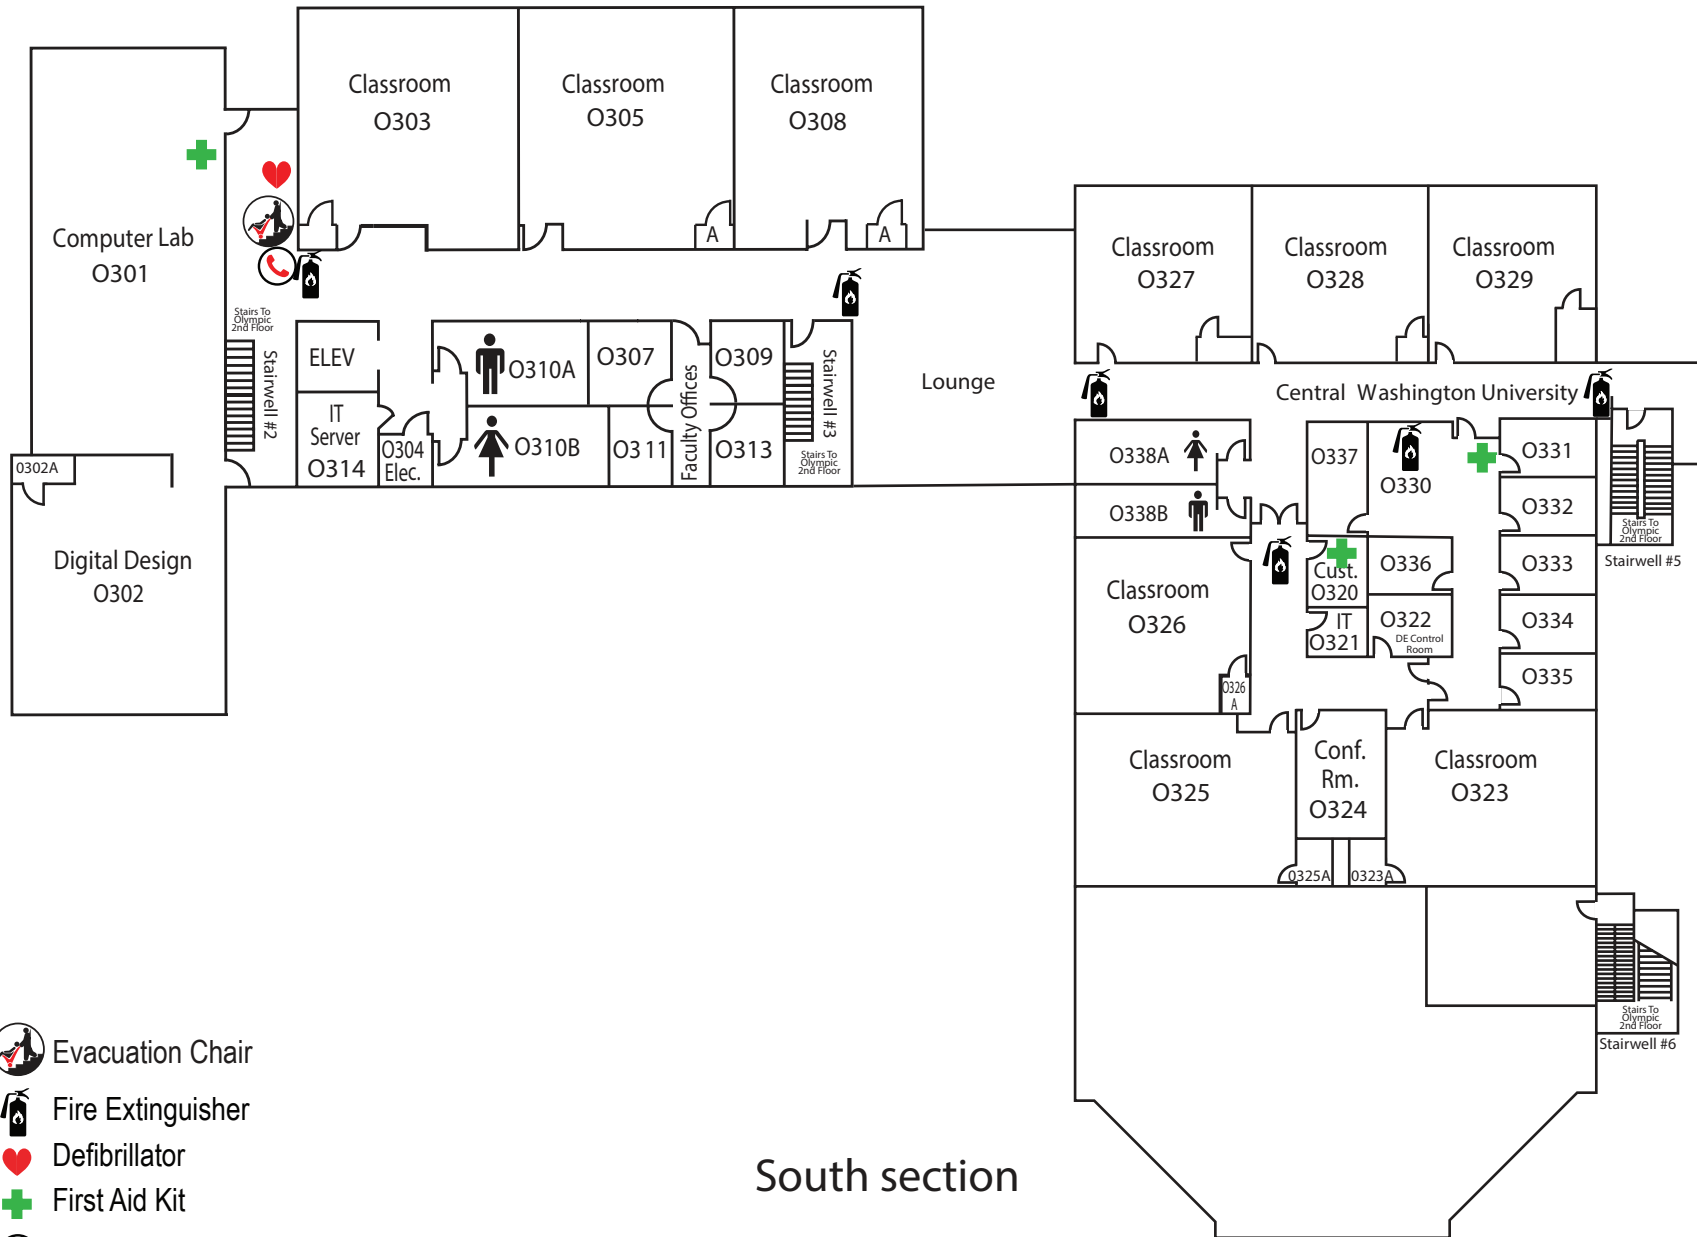 Classroom
O303
Classroom
O305
Classroom
O308
A
A
Computer Lab
O301
Stairs To
Olympic
2nd Floor
Stairwell #2
ELEV
IT
Server
O314
O304
Elec.
O310A
O310B
O307
O311
Faculty Offices
O309
O313
Stairwell #3
Stairs To
Olympic
2nd Floor
Lounge
0302A
Digital Design
O302
Classroom
O327
Classroom
O328
Classroom
O329
Central Washington University
O338A
O338B
O337
O330
O331
O332
O333
O334
O335
Stairs To
Olympic
2nd Floor
Stairwell #5
Cust.
O320
O336
IT
O321
O322
DE Control
Room
Classroom
O326
0326
A
Classroom
O325
Conf.
Rm.
O324
Classroom
O323
0325A
0323A
Stairs To
Olympic
2nd Floor
Stairwell #6
Evacuation Chair
Fire Extinguisher
Defibrillator
First Aid Kit
South section